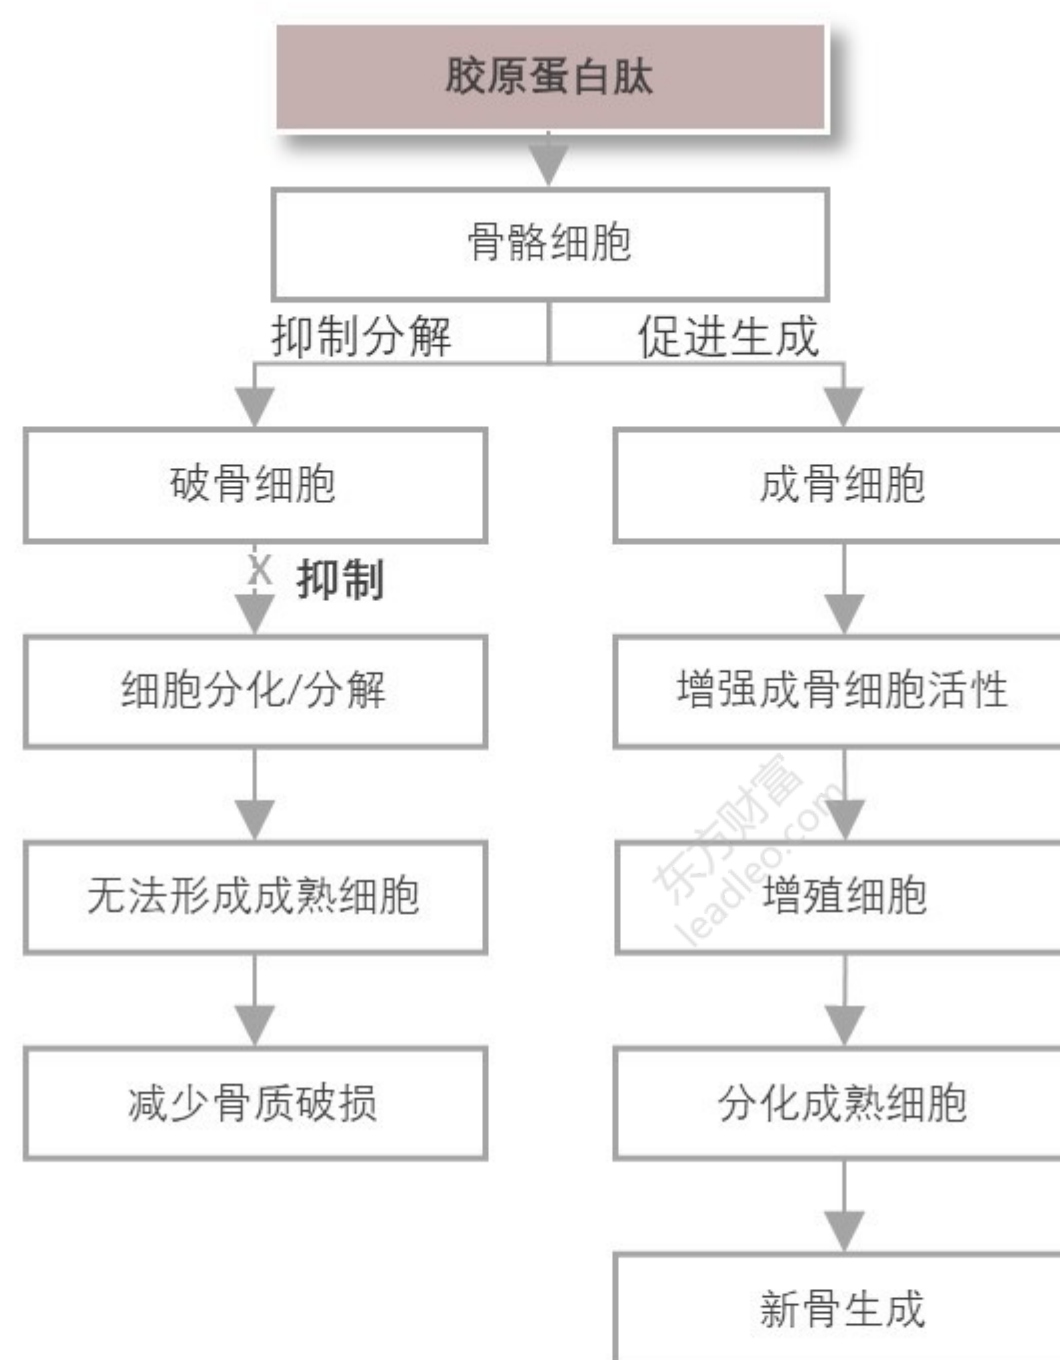 胶原蛋白肽
骨骼细胞
抑制分解
促进生成
破骨细胞
成骨细胞
X 抑制
细胞分化/分解
增强成骨细胞活性
无法形成成熟细胞
增殖细胞
东方财富
leadleo.com
减少骨质破损
分化成熟细胞
新骨生成